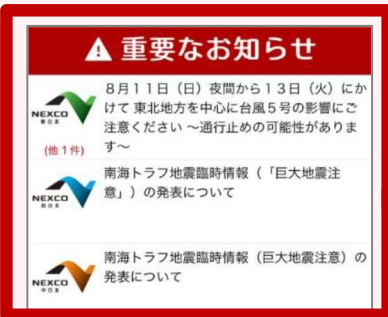 重要なお知らせ
8月11日(日)夜間から13日(火)にか
けて 東北地方を中心に台風5号の影響にご
注意ください ～通行止めの可能性がありま
す～
NEXCO
東日本
(他1件)
南海トラフ地震臨時情報(「巨大地震注
意」)の発表について
NEXCO
西日本
南海トラフ地震臨時情報(巨大地震注意)の
発表について
NEXCO
中日本